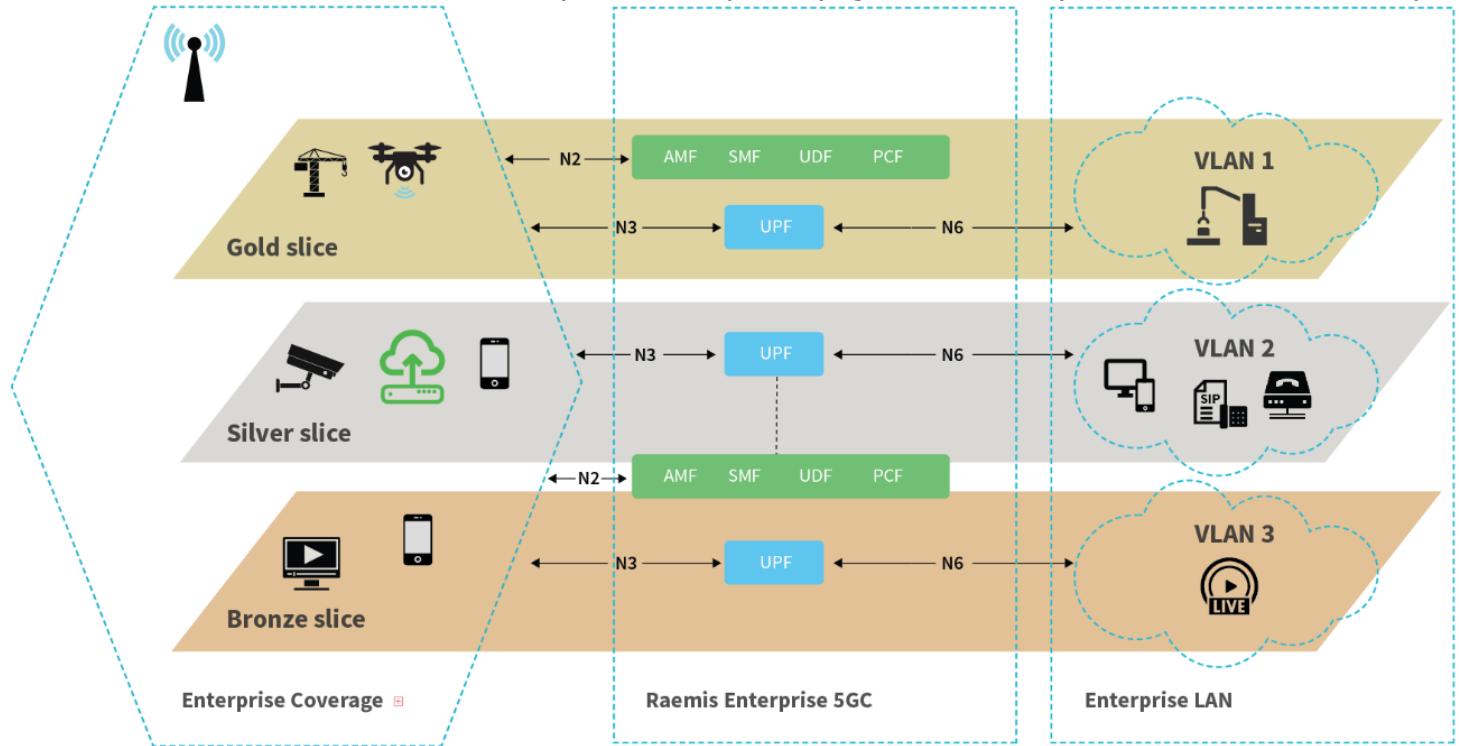 N2
AMF SMF UDF PCF
VLAN 1
N3
UPF
N6
Gold slice
N3
UPF
N6
VLAN 2
SIP
Silver slice
N2
AMF SMF UDF PCF
VLAN 3
N3
UPF
N6
LIVE
Bronze slice
Enterprise Coverage
Raemis Enterprise 5GC
Enterprise LAN